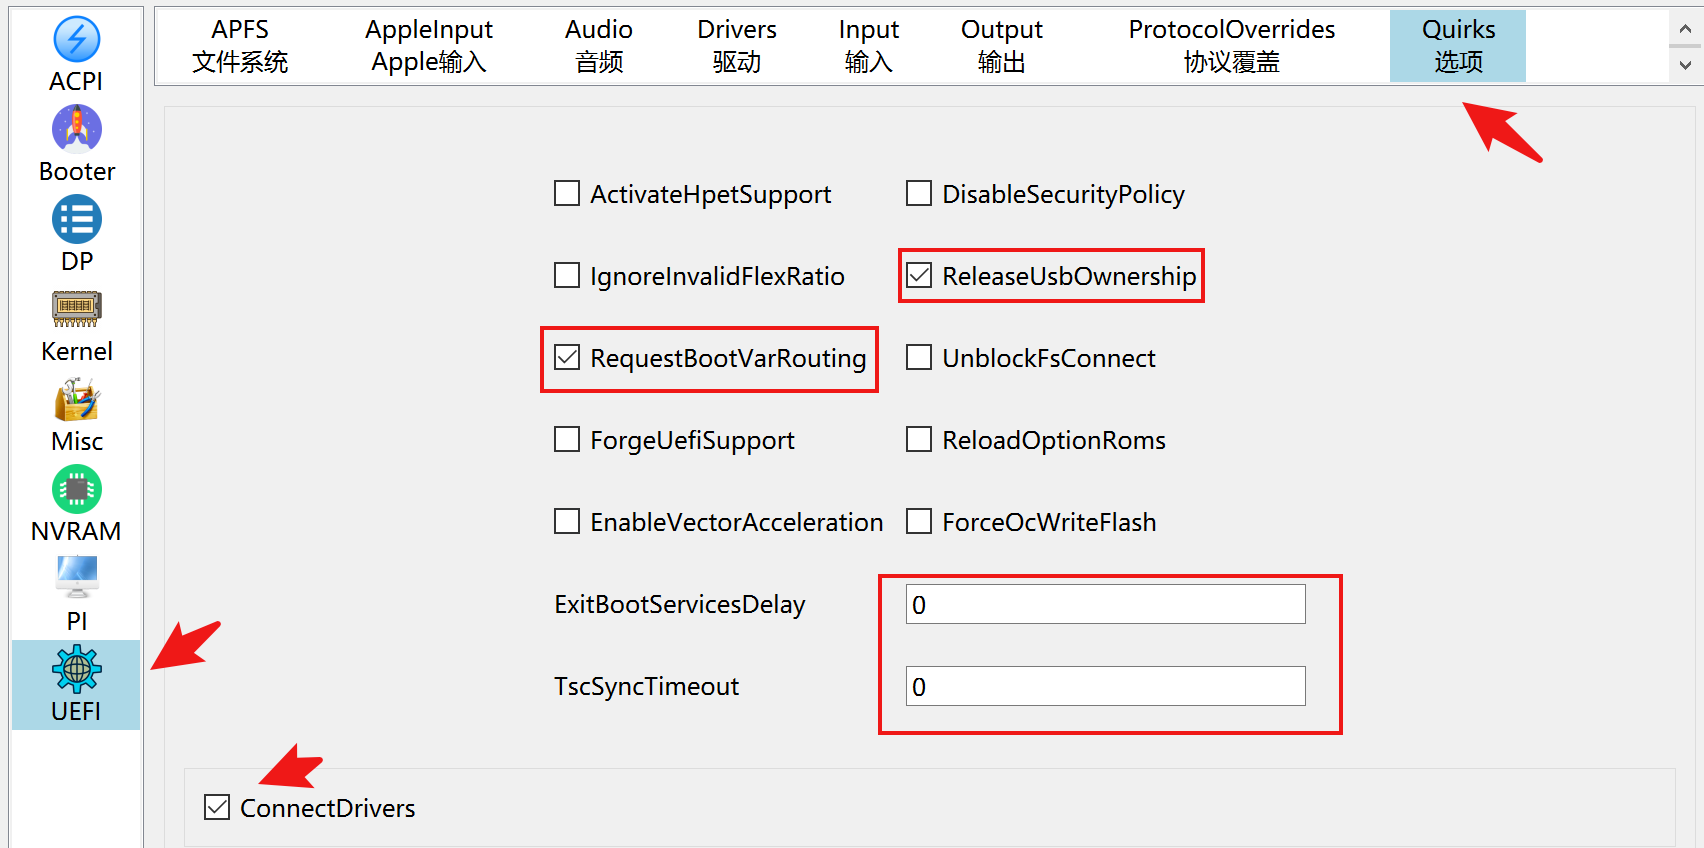 ACPI
Booter
DP
Kernel
Misc
NVRAM
PI
UEFI
APFS
文件系统
AppleInput
Apple输入
Audio
音频
Drivers
驱动
Input
输入
Output
输出
ProtocolOverrides
协议覆盖
Quirks
选项
ActivateHpetSupport
DisableSecurityPolicy
IgnoreInvalidFlexRatio
ReleaseUsbOwnership
RequestBootVarRouting
UnblockFsConnect
ForgeUefiSupport
ReloadOptionRoms
EnableVectorAcceleration
ForceOcWriteFlash
ExitBootServicesDelay
0
TscSyncTimeout
0
ConnectDrivers